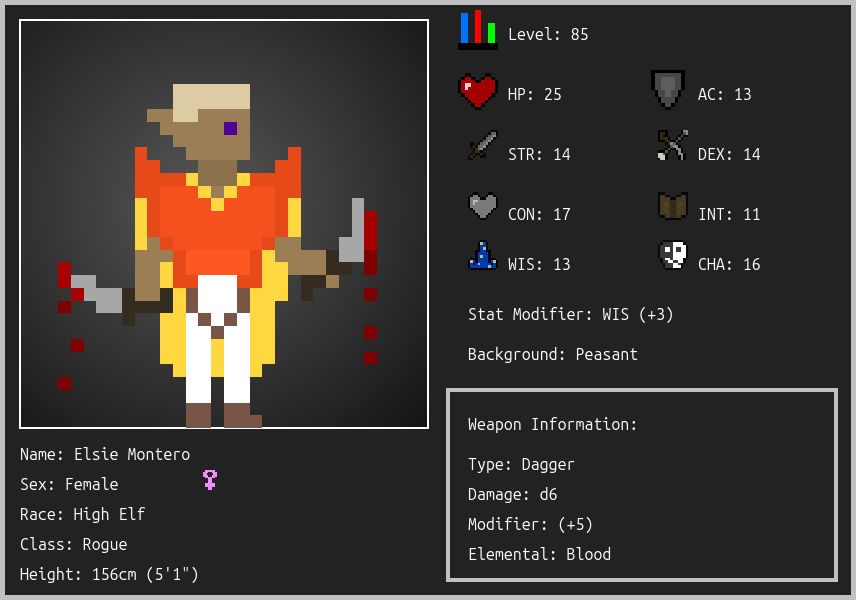 Level: 85
HP: 25
AC: 13
STR: 14
DEX: 14
CON: 17
INT: 11
WIS: 13
CHA: 16
Stat Modifier: WIS (+3)
Background: Peasant
Weapon Information:
Type: Dagger
Damage: d6
Modifier: (+5)
Elemental: Blood
Name: Elsie Montero
Sex: Female
Race: High Elf
Class: Rogue
Height: 156cm (5'1")